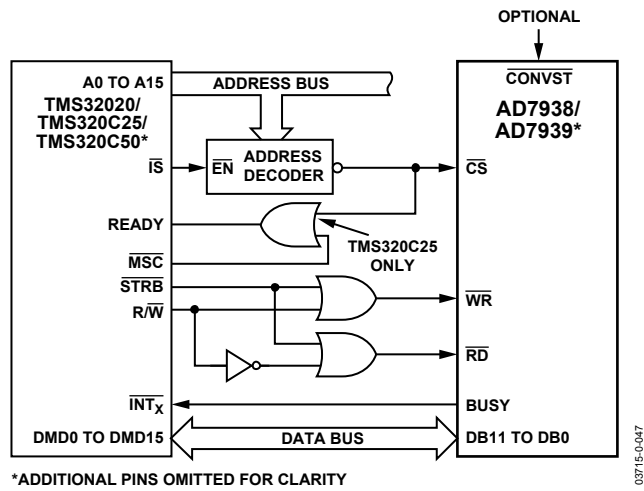 OPTIONAL
A0 TO A15
ADDRESS BUS
CONVST
TMS32020/
TMS320C25/
TMS320C50*
AD7938/
AD7939*
IS
EN
ADDRESS
DECODER
CS
READY
TMS320C25
ONLY
MSC
STRB
R/W
WR
RD
INTX
BUSY
DMD0 TO DMD15
DATA BUS
DB11 TO DB0
*ADDITIONAL PINS OMITTED FOR CLARITY
03715-0-047